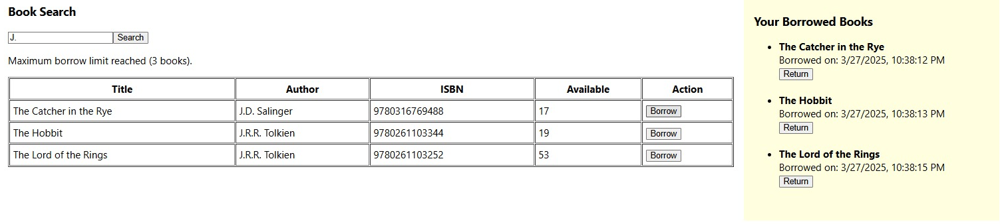 Book Search
J. Search
Maximum borrow limit reached (3 books).
Title Author ISBN Available Action
The Catcher in the Rye J.D. Salinger 9780316769488 17 Borrow
The Hobbit J.R.R. Tolkien 9780261103344 19 Borrow
The Lord of the Rings J.R.R. Tolkien 9780261103252 53 Borrow
Your Borrowed Books
• The Catcher in the Rye
Borrowed on: 3/27/2025, 10:38:12 PM
Return
• The Hobbit
Borrowed on: 3/27/2025, 10:38:13 PM
Return
• The Lord of the Rings
Borrowed on: 3/27/2025, 10:38:15 PM
Return